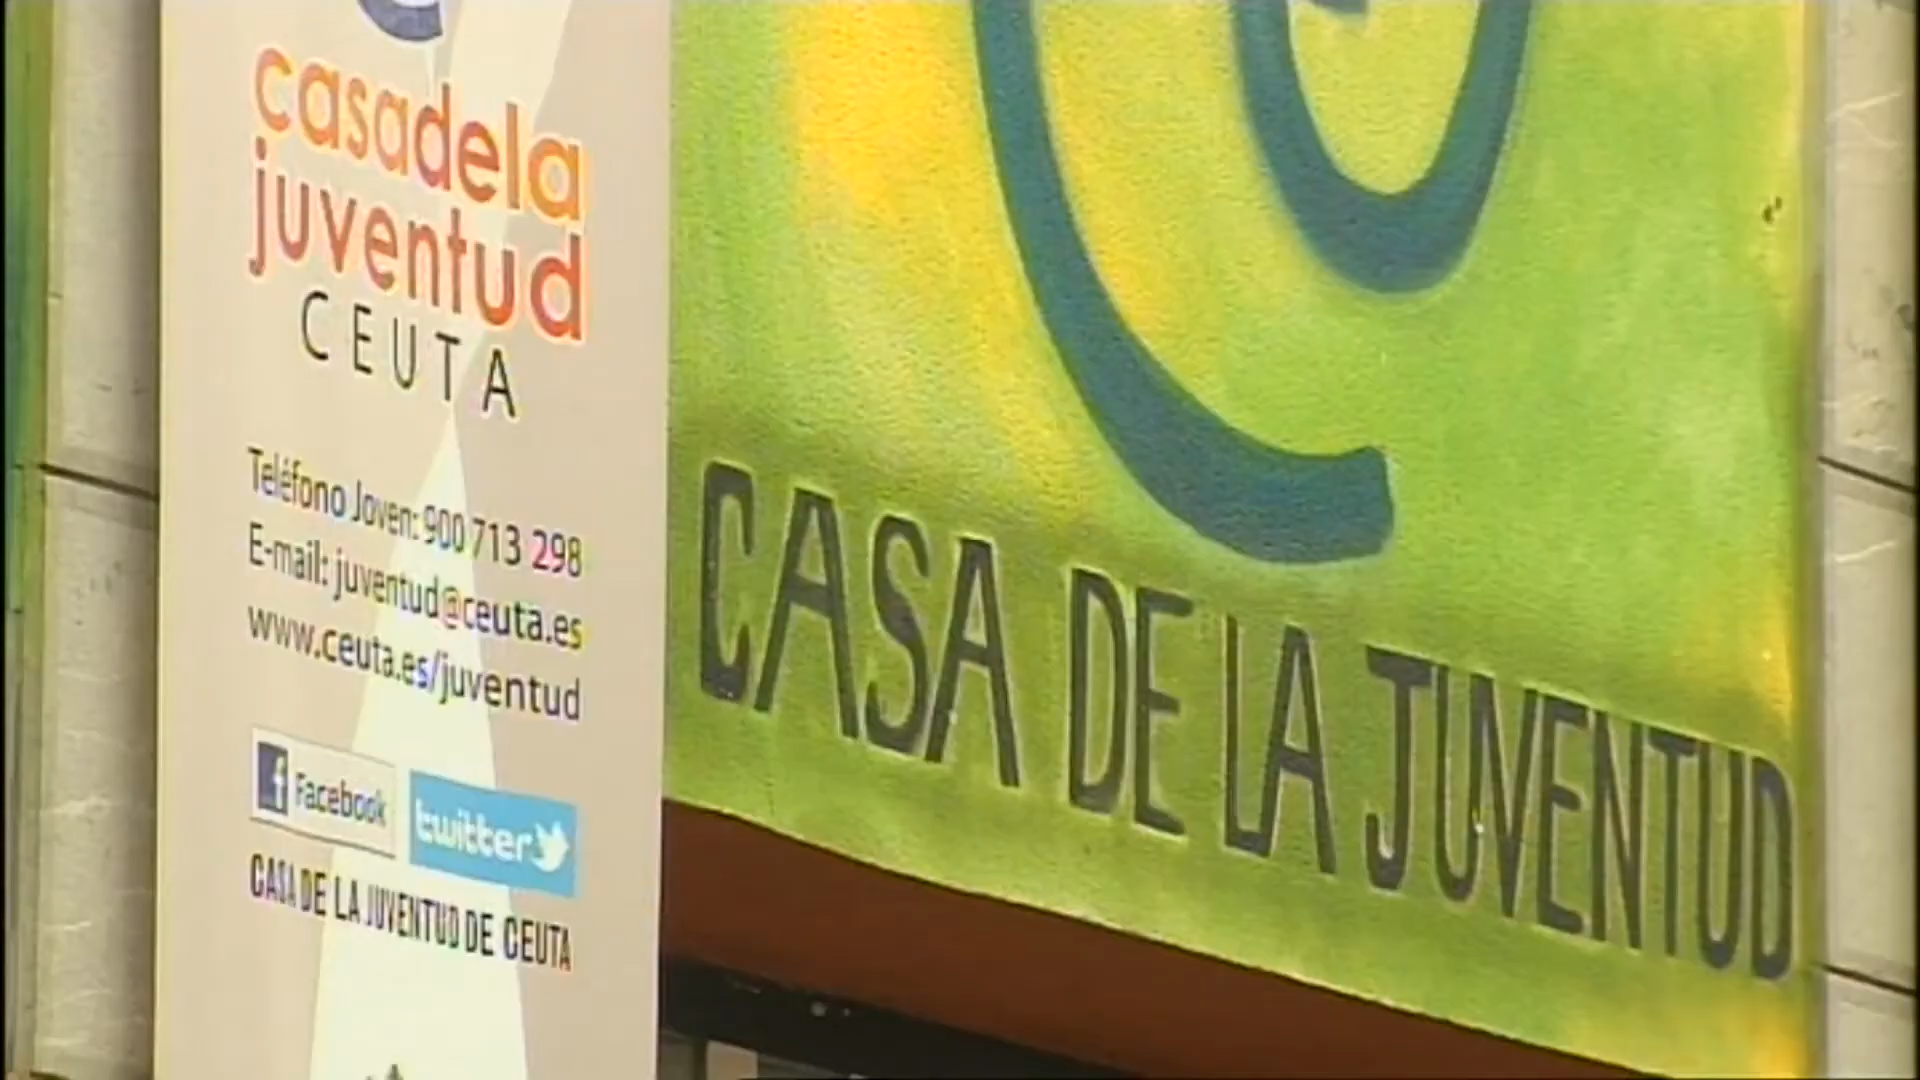 casadela
juventud
CEUTA
Teléfono Joven: 900 713 298
E-mail: juventud@ceuta.es
www.ceuta.es/juventud
Facebook
twitter
CASA DE LA JUVENTUD DE CEUTA
CASA DE LA JUVENTUD